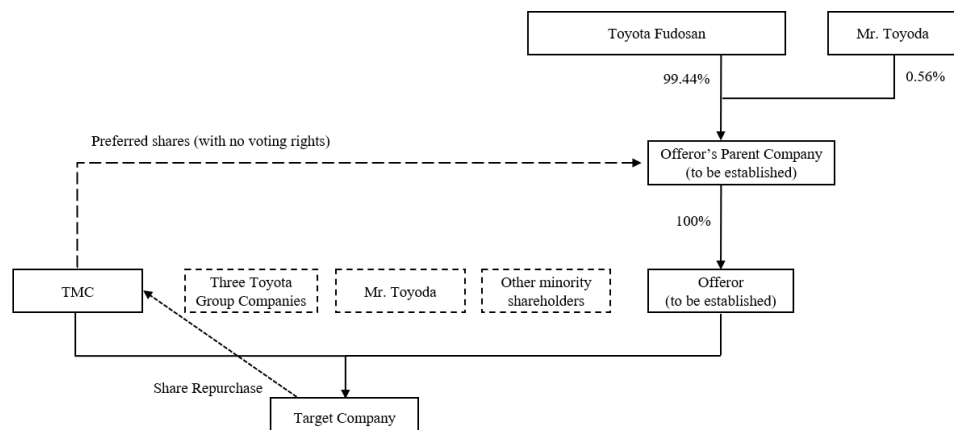 Toyota Fudosan
Mr. Toyoda
99.44%
0.56%
Preferred shares (with no voting rights)
Offeror's Parent Company
(to be established)
100%
TMC
Three Toyota
Group Companies
Mr. Toyoda
Other minority
shareholders
Offeror
(to be established)
Share Repurchase
Target Company